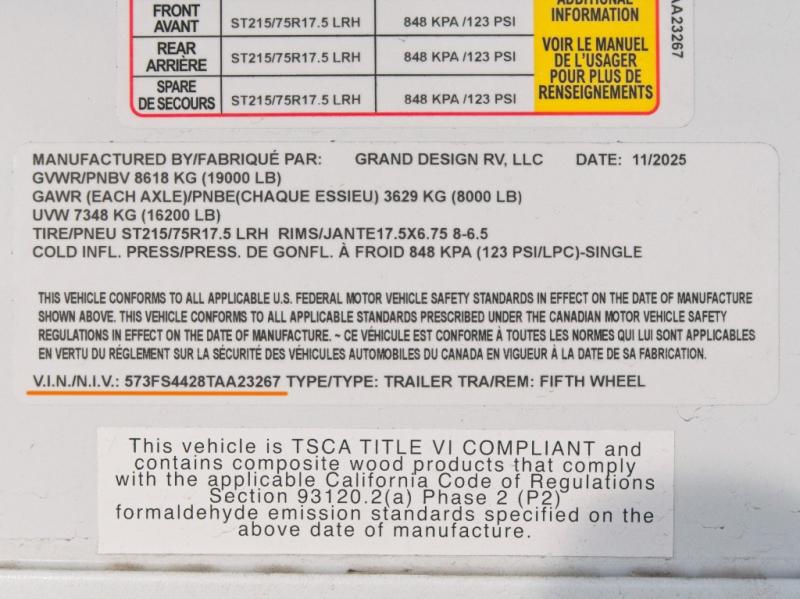 FRONT
AVANT ST215/75R17.5 LRH 848 KPA /123 PSI
REAR
ARRIÈRE ST215/75R17.5 LRH 848 KPA /123 PSI
SPARE
DE SECOURS ST215/75R17.5 LRH 848 KPA /123 PSI
ADDITIONAL
INFORMATION
VOIR LE MANUEL
DE L'USAGER
POUR PLUS DE
RENSEIGNEMENTS
AA23267
MANUFACTURED BY/FABRIQUÉ PAR: GRAND DESIGN RV, LLC DATE: 11/2025
GVWR/PNBV 8618 KG (19000 LB)
GAWR (EACH AXLE)/PNBE(CHAQUE ESSIEU) 3629 KG (8000 LB)
UVW 7348 KG (16200 LB)
TIRE/PNEU ST215/75R17.5 LRH RIMS/JANTE17.5X6.75 8-6.5
COLD INFL. PRESS/PRESS. DE GONFL. À FROID 848 KPA (123 PSI/LPC)-SINGLE
THIS VEHICLE CONFORMS TO ALL APPLICABLE U.S. FEDERAL MOTOR VEHICLE SAFETY STANDARDS IN EFFECT ON THE DATE OF MANUFACTURE
SHOWN ABOVE. THIS VEHICLE CONFORMS TO ALL APPLICABLE STANDARDS PRESCRIBED UNDER THE CANADIAN MOTOR VEHICLE SAFETY
REGULATIONS IN EFFECT ON THE DATE OF MANUFACTURE. ~ CE VÉHICULE EST CONFORME À TOUTES LES NORMES QUI LUI SONT APPLICABLES
EN VERTU DU RÉGLEMENT SUR LA SÉCURITÉ DES VÉHICULES AUTOMOBILES DU CANADA EN VIGUEUR À LA DATE DE SA FABRICATION.
V.I.N./N.I.V.: 573FS4428TAA23267 TYPE/TYPE: TRAILER TRA/REM: FIFTH WHEEL
This vehicle is TSCA TITLE VI COMPLIANT and
contains composite wood products that comply
with the applicable California Code of Regulations
Section 93120.2(a) Phase 2 (P2)
formaldehyde emission standards specified on the
above date of manufacture.